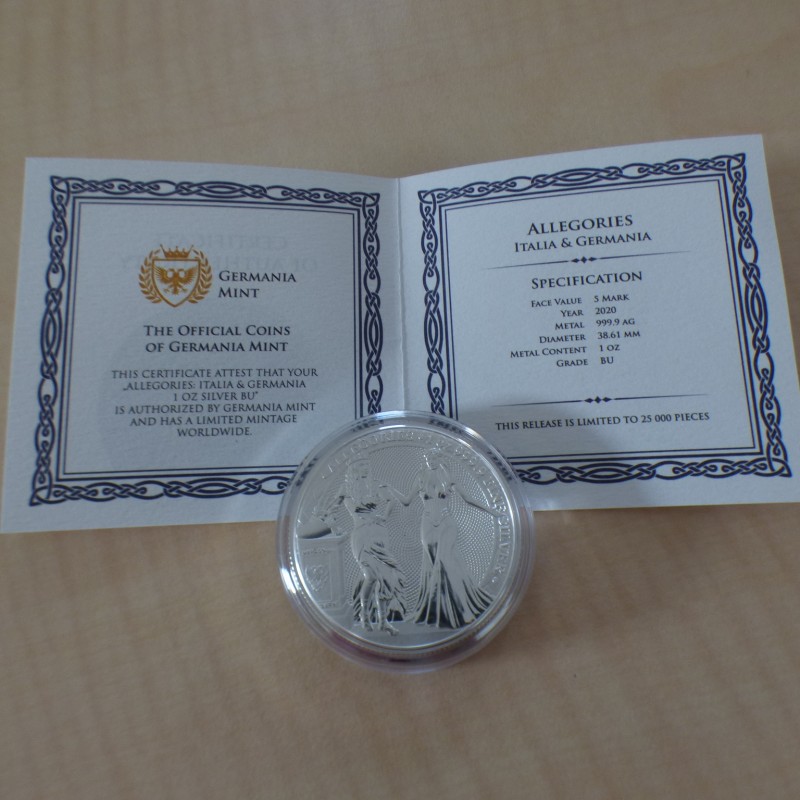 GERMANIA
MINT
THE OFFICIAL COINS
OF GERMANIA MINT
THIS CERTIFICATE ATTEST THAT YOUR
„ALLEGORIES: ITALIA & GERMANIA
1 OZ SILVER BU"
IS AUTHORIZED BY GERMANIA MINT
AND HAS A LIMITED MINTAGE
WORLDWIDE.
ALLEGORIES
ITALIA & GERMANIA
SPECIFICATION
FACE VALUE 5 MARK
YEAR 2020
METAL 999.9 AG
DIAMETER 38.61 MM
METAL CONTENT 1 OZ
GRADE BU
THIS RELEASE IS LIMITED TO 25 000 PIECES
FINE SILVER